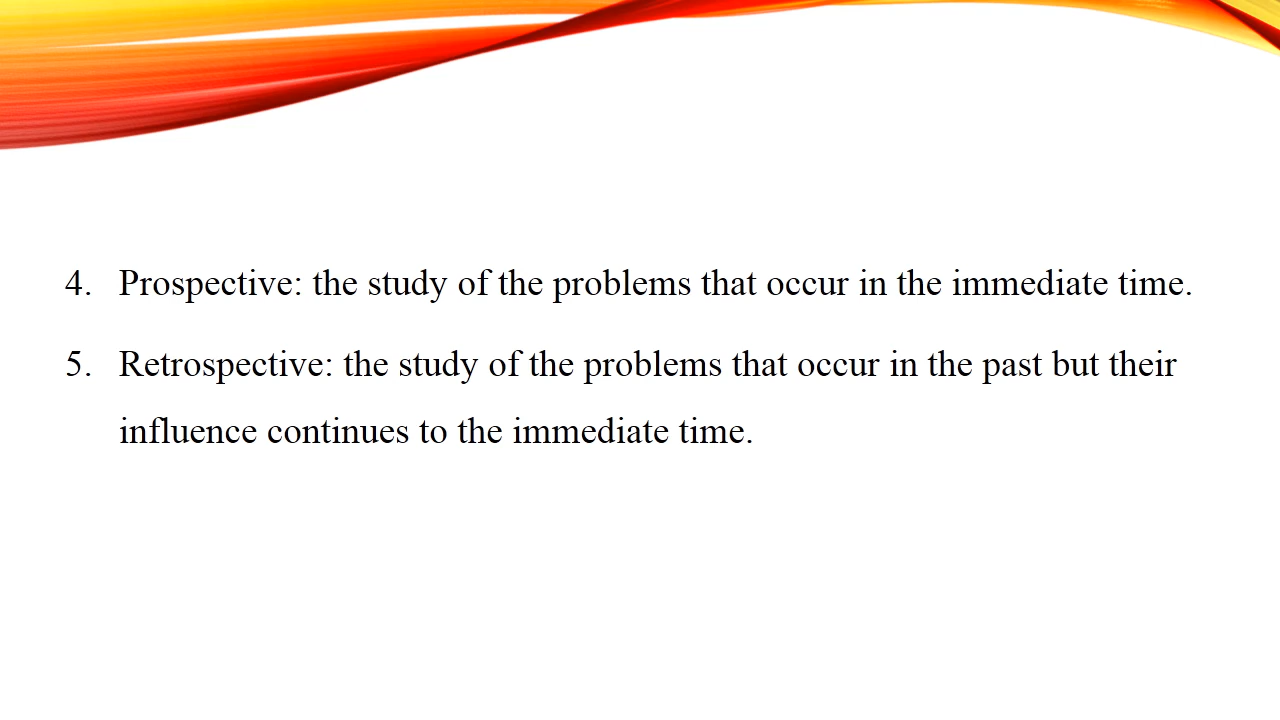 4. Prospective: the study of the problems that occur in the immediate time.
5. Retrospective: the study of the problems that occur in the past but their
influence continues to the immediate time.